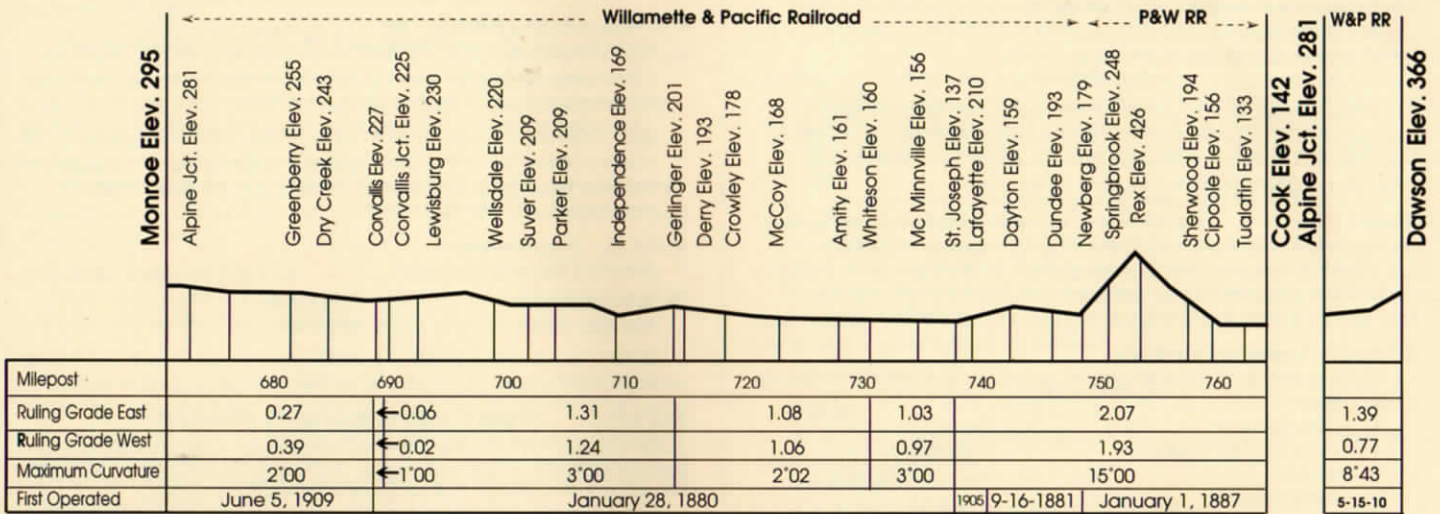 Willamette & Pacific Railroad
P&W RR
W&P RR
Monroe Elev. 295
Alpine Jct. Elev. 281
Greenberry Elev. 255
Dry Creek Elev. 243
Corvallis Elev. 227
Corvallis Jct. Elev. 225
Lewisburg Elev. 230
Wellsdale Elev. 220
Suver Elev. 209
Parker Elev. 209
Independence Elev. 169
Gerlinger Elev. 201
Derry Elev. 193
Crowley Elev. 178
McCoy Elev. 168
Amity Elev. 161
Whiteson Elev. 160
Mc Minnville Elev. 156
St. Joseph Elev. 137
Lafayette Elev. 210
Dayton Elev. 159
Dundee Elev. 193
Newberg Elev. 179
Springbrook Elev. 248
Rex Elev. 426
Sherwood Elev. 194
Cipoole Elev. 156
Tualatin Elev. 133
Cook Elev. 142
Alpine Jct. Elev. 281
Dawson Elev. 366
Milepost 680 690 700 710 720 730 740 750 760
Ruling Grade East 0.27 ←0.06 1.31 1.08 1.03 2.07 1.39
Ruling Grade West 0.39 ←0.02 1.24 1.06 0.97 1.93 0.77
Maximum Curvature 2°00 ←1°00 3°00 2°02 3°00 15°00 8°43
First Operated June 5, 1909 January 28, 1880 1905 9-16-1881 January 1, 1887 5-15-10